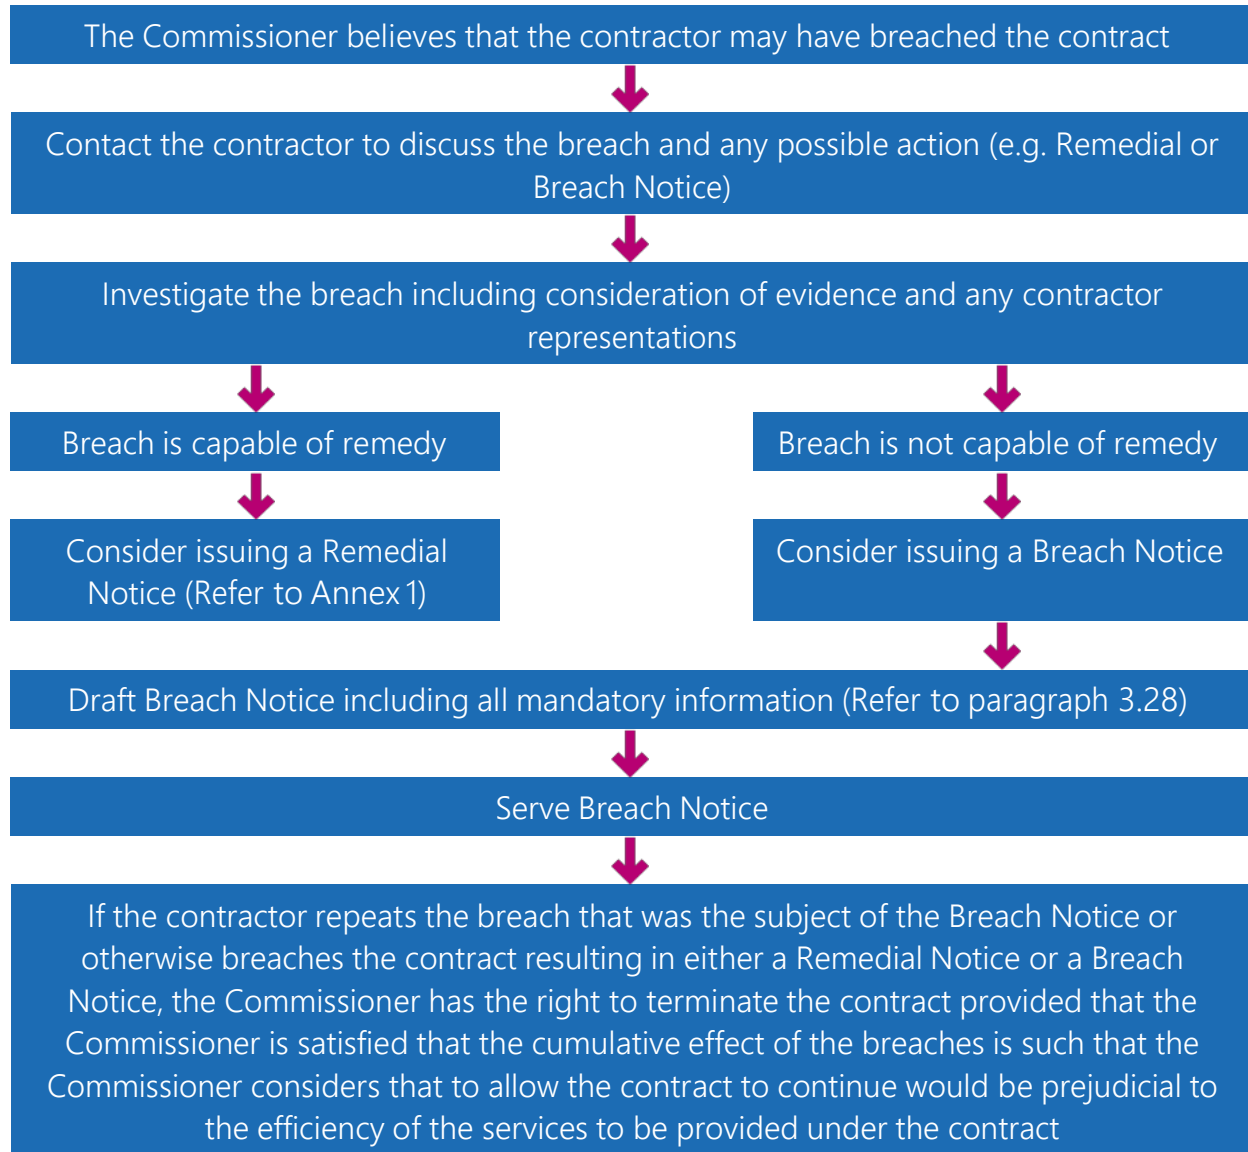 The Commissioner believes that the contractor may have breached the contract
Contact the contractor to discuss the breach and any possible action (e.g. Remedial or
Breach Notice)
Investigate the breach including consideration of evidence and any contractor
representations
Breach is capable of remedy
Breach is not capable of remedy
Consider issuing a Remedial
Notice (Refer to Annex 1)
Consider issuing a Breach Notice
Draft Breach Notice including all mandatory information (Refer to paragraph 3.28)
Serve Breach Notice
If the contractor repeats the breach that was the subject of the Breach Notice or
otherwise breaches the contract resulting in either a Remedial Notice or a Breach
Notice, the Commissioner has the right to terminate the contract provided that the
Commissioner is satisfied that the cumulative effect of the breaches is such that the
Commissioner considers that to allow the contract to continue would be prejudicial to
the efficiency of the services to be provided under the contract